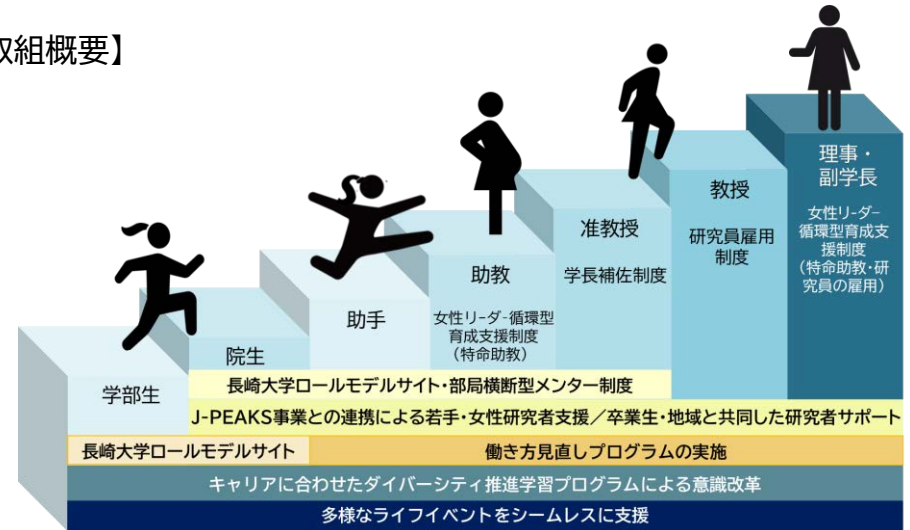 組概要】
学部生
院生
助手
助教
女性リーダー循環型
育成支援制度
（特命助教）
准教授
学長補佐制度
教授
研究員雇用
制度
理事・
副学長
女性リーダー
循環型育成支
援制度
（特命助教・研
究員の雇用）
長崎大学ロールモデルサイト・部局横断型メンター制度
J-PEAKS事業との連携による若手・女性研究者支援／卒業生・地域と共同した研究者サポート
長崎大学ロールモデルサイト
働き方見直しプログラムの実施
キャリアに合わせたダイバーシティ推進学習プログラムによる意識改革
多様なライフイベントをシームレスに支援